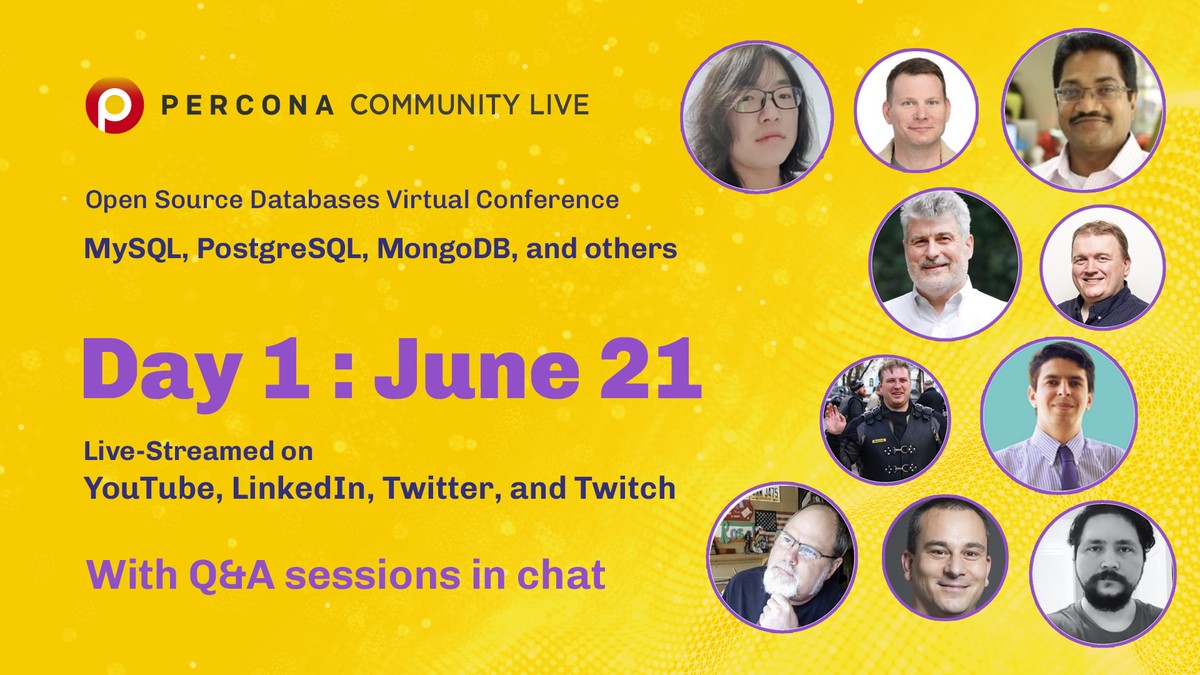 PERCONA COMMUNITY LIVE
Open Source Databases Virtual Conference
MySQL, PostgreSQL, MongoDB, and others
Day 1 : June 21
Live-Streamed on
YouTube, LinkedIn, Twitter, and Twitch
With Q&A sessions in chat